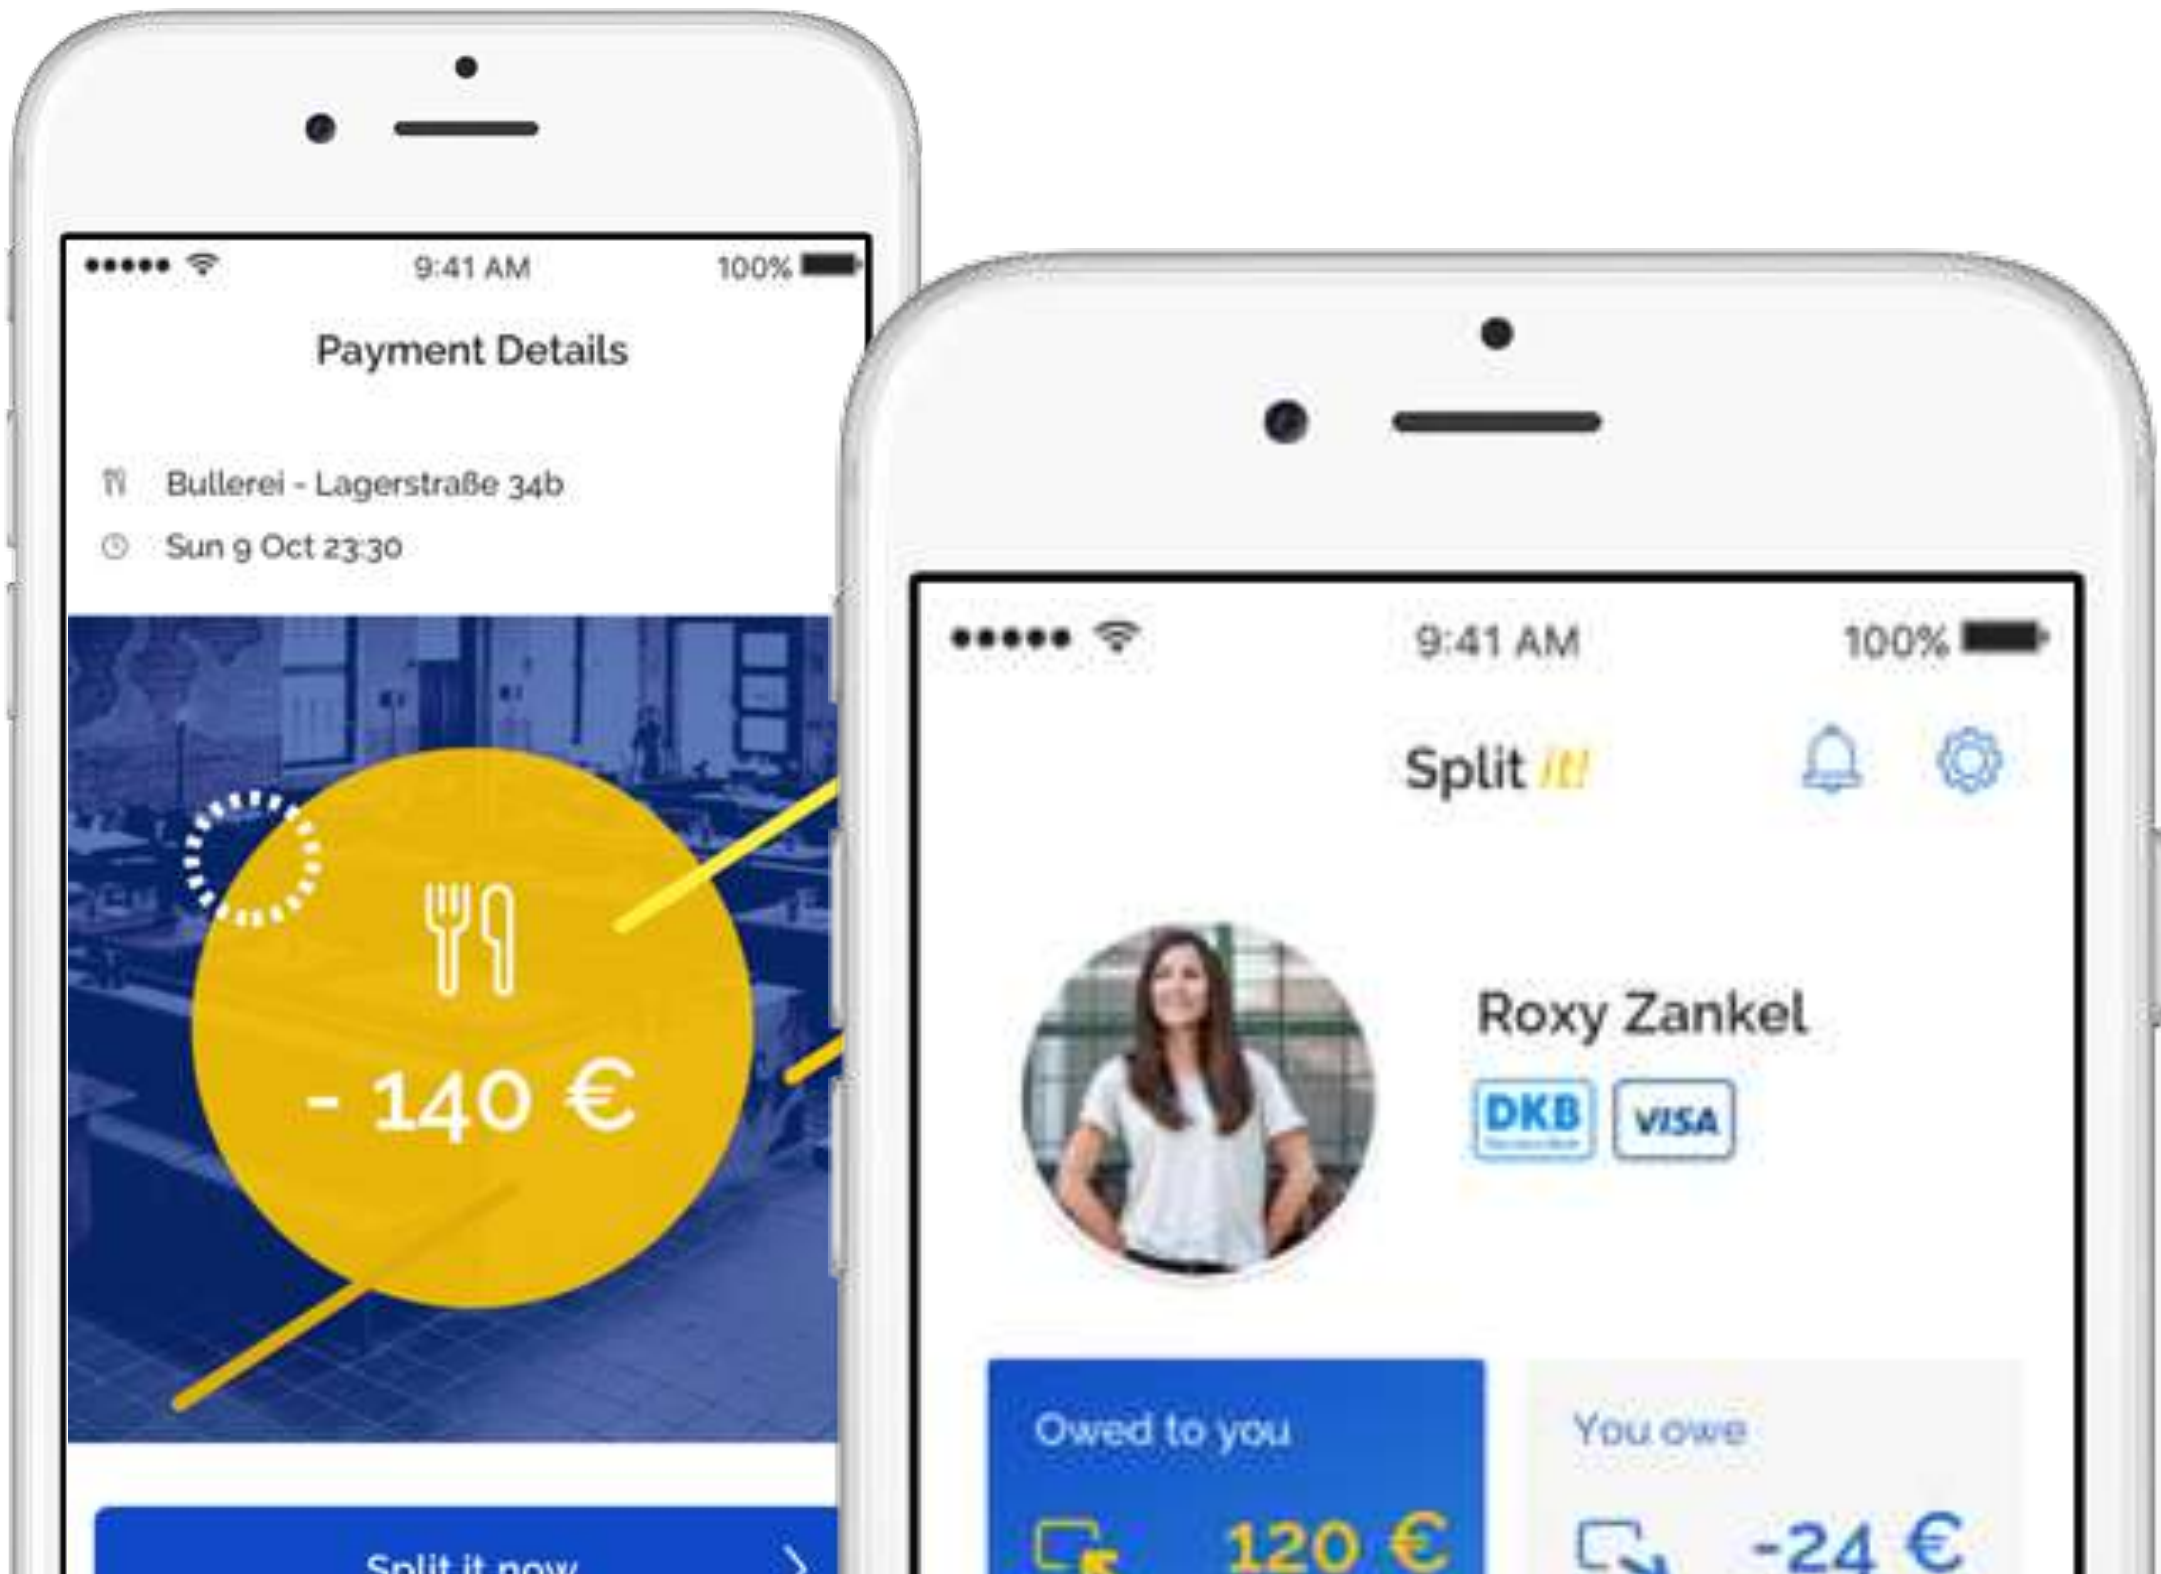 9:41 AM
100%
Payment Details
Bullerei - Lagerstraße 34b
Sun 9 Oct 23:30
- 140 €
Split it now
9:41 AM
100%
Split it!
Roxy Zankel
DKB
VISA
Owed to you
120 €
You owe
-24 €